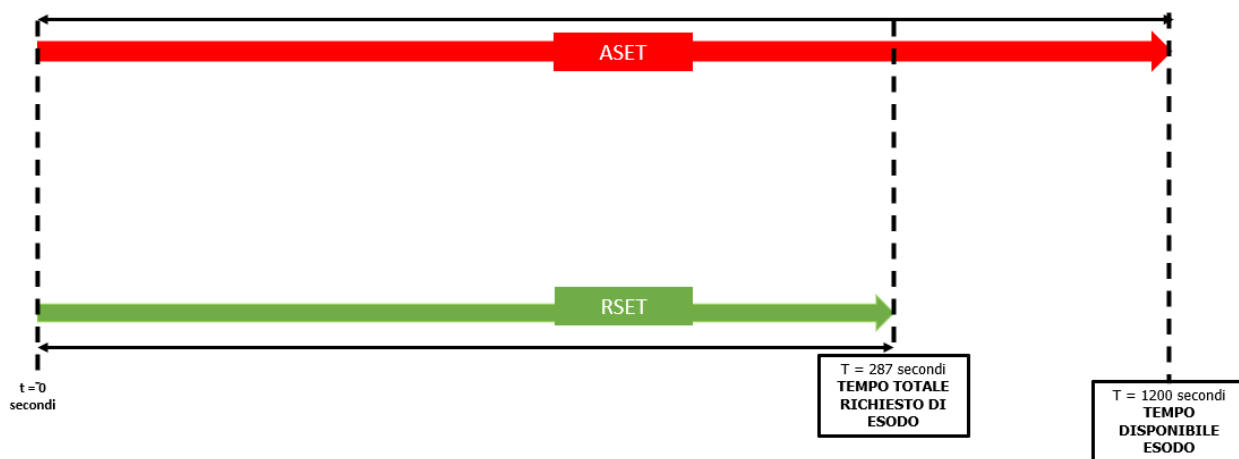 ASET
RSET
t = 0
secondi
T = 287 secondi
TEMPO TOTALE
RICHIESTO DI
ESODO
T = 1200 secondi
TEMPO
DISPONIBILE
ESODO